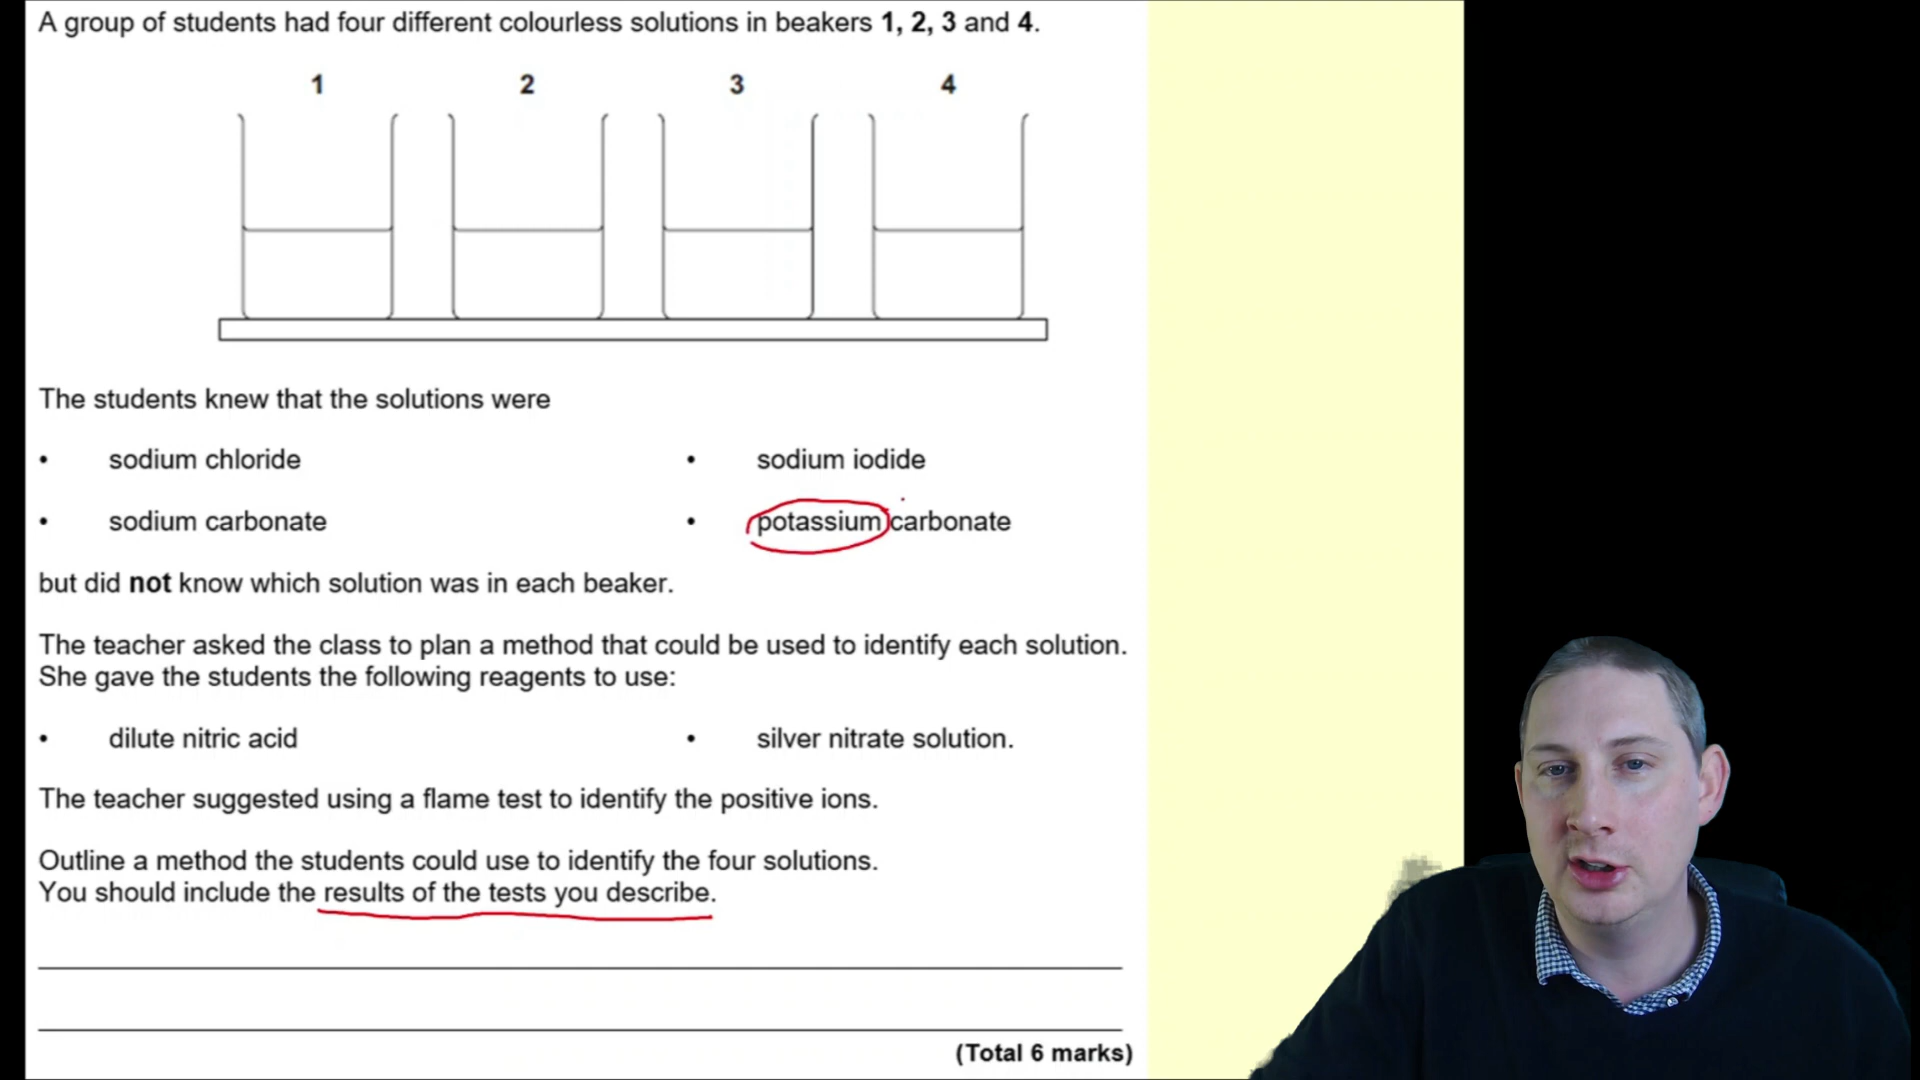 A group of students had four different colourless solutions in beakers 1, 2, 3 and 4.
1 2 3 4
The students knew that the solutions were
• sodium chloride • sodium iodide
• sodium carbonate • potassium carbonate
but did not know which solution was in each beaker.
The teacher asked the class to plan a method that could be used to identify each solution.
She gave the students the following reagents to use:
• dilute nitric acid • silver nitrate solution.
The teacher suggested using a flame test to identify the positive ions.
Outline a method the students could use to identify the four solutions.
You should include the results of the tests you describe.
(Total 6 marks)